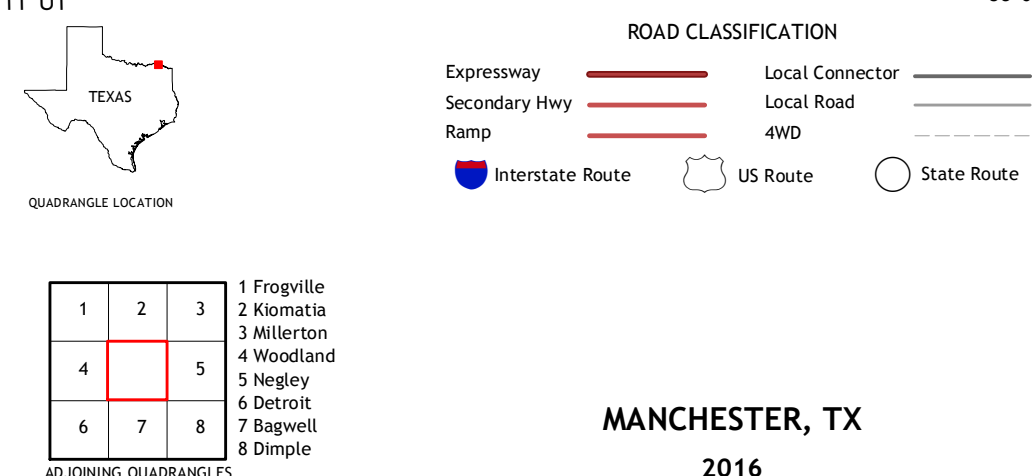 ROAD CLASSIFICATION
Expressway
Local Connector
Secondary Hwy
Local Road
Ramp
4WD
Interstate Route
US Route
State Route
TEXAS
QUADRANGLE LOCATION
1 2 3
4 5
6 7 8
1 Frogville
2 Kiomatia
3 Millerton
4 Woodland
5 Negley
6 Detroit
7 Bagwell
8 Dimple
ADJOINING QUADRANGLES
MANCHESTER, TX
2016